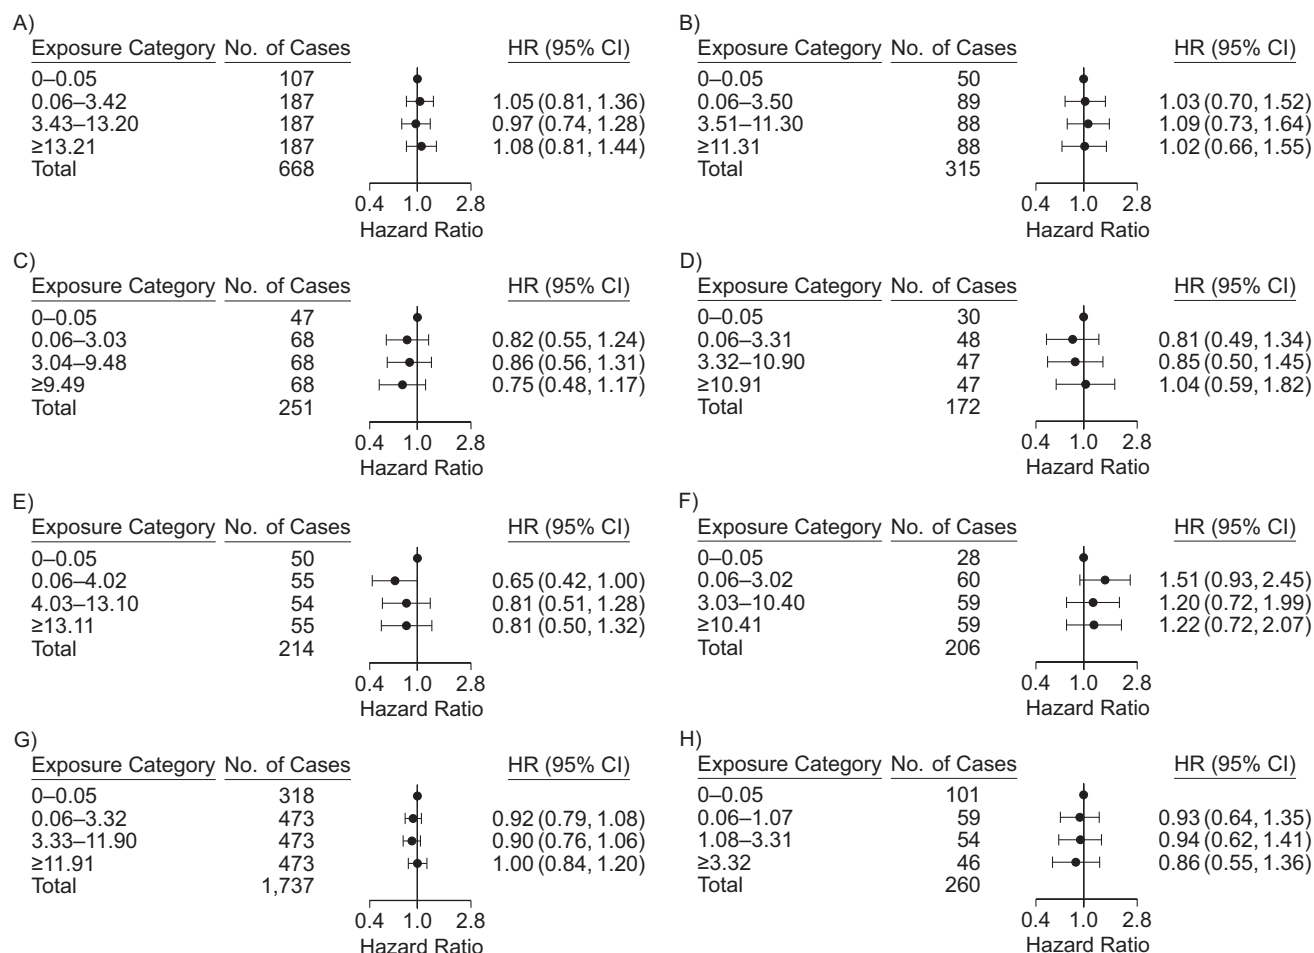 A)
Exposure Category No. of Cases HR (95% CI)
0–0.05 107
0.06–3.42 187 1.05 (0.81, 1.36)
3.43–13.20 187 0.97 (0.74, 1.28)
≥13.21 187 1.08 (0.81, 1.44)
Total 668
0.4 1.0 2.8
Hazard Ratio
B)
Exposure Category No. of Cases HR (95% CI)
0–0.05 50
0.06–3.50 89 1.03 (0.70, 1.52)
3.51–11.30 88 1.09 (0.73, 1.64)
≥11.31 88 1.02 (0.66, 1.55)
Total 315
0.4 1.0 2.8
Hazard Ratio
C)
Exposure Category No. of Cases HR (95% CI)
0–0.05 47
0.06–3.03 68 0.82 (0.55, 1.24)
3.04–9.48 68 0.86 (0.56, 1.31)
≥9.49 68 0.75 (0.48, 1.17)
Total 251
0.4 1.0 2.8
Hazard Ratio
D)
Exposure Category No. of Cases HR (95% CI)
0–0.05 30
0.06–3.31 48 0.81 (0.49, 1.34)
3.32–10.90 47 0.85 (0.50, 1.45)
≥10.91 47 1.04 (0.59, 1.82)
Total 172
0.4 1.0 2.8
Hazard Ratio
E)
Exposure Category No. of Cases HR (95% CI)
0–0.05 50
0.06–4.02 55 0.65 (0.42, 1.00)
4.03–13.10 54 0.81 (0.51, 1.28)
≥13.11 55 0.81 (0.50, 1.32)
Total 214
0.4 1.0 2.8
Hazard Ratio
F)
Exposure Category No. of Cases HR (95% CI)
0–0.05 28
0.06–3.02 60 1.51 (0.93, 2.45)
3.03–10.40 59 1.20 (0.72, 1.99)
≥10.41 59 1.22 (0.72, 2.07)
Total 206
0.4 1.0 2.8
Hazard Ratio
G)
Exposure Category No. of Cases HR (95% CI)
0–0.05 318
0.06–3.32 473 0.92 (0.79, 1.08)
3.33–11.90 473 0.90 (0.76, 1.06)
≥11.91 473 1.00 (0.84, 1.20)
Total 1,737
0.4 1.0 2.8
Hazard Ratio
H)
Exposure Category No. of Cases HR (95% CI)
0–0.05 101
0.06–1.07 59 0.93 (0.64, 1.35)
1.08–3.31 54 0.94 (0.62, 1.41)
≥3.32 46 0.86 (0.55, 1.36)
Total 260
0.4 1.0 2.8
Hazard Ratio